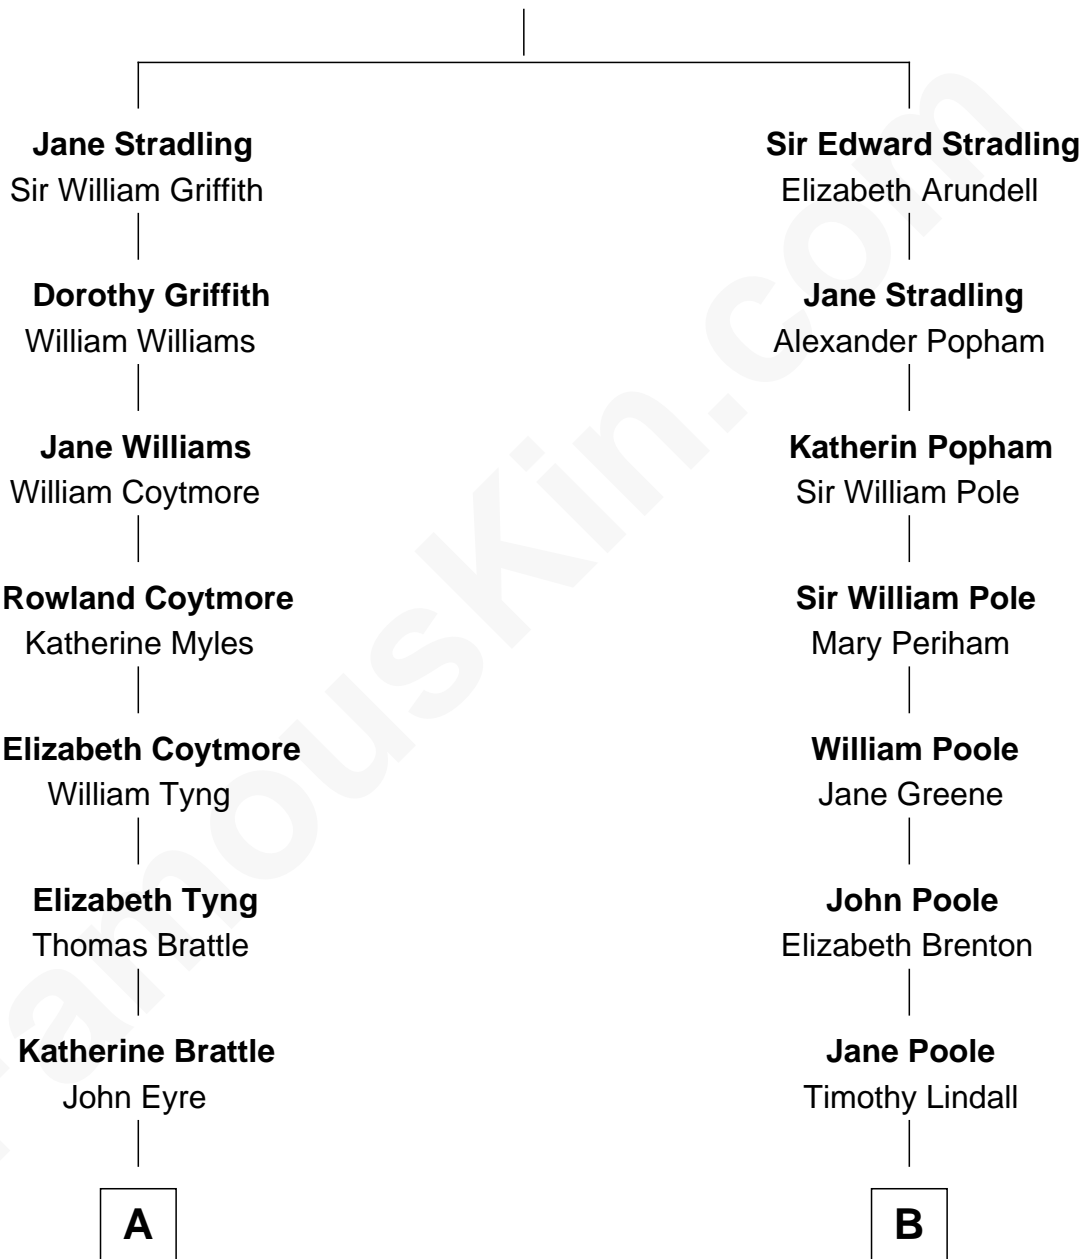 Jane Stradling
Sir William Griffith
Dorothy Griffith
William Williams
Jane Williams
William Coytmore
Rowland Coytmore
Katherine Myles
Elizabeth Coytmore
William Tyng
Elizabeth Tyng
Thomas Brattle
Katherine Brattle
John Eyre
A
Sir Edward Stradling
Elizabeth Arundell
Jane Stradling
Alexander Popham
Katherin Popham
Sir William Pole
Sir William Pole
Mary Periham
William Poole
Jane Greene
John Poole
Elizabeth Brenton
Jane Poole
Timothy Lindall
B
FamousKin.com